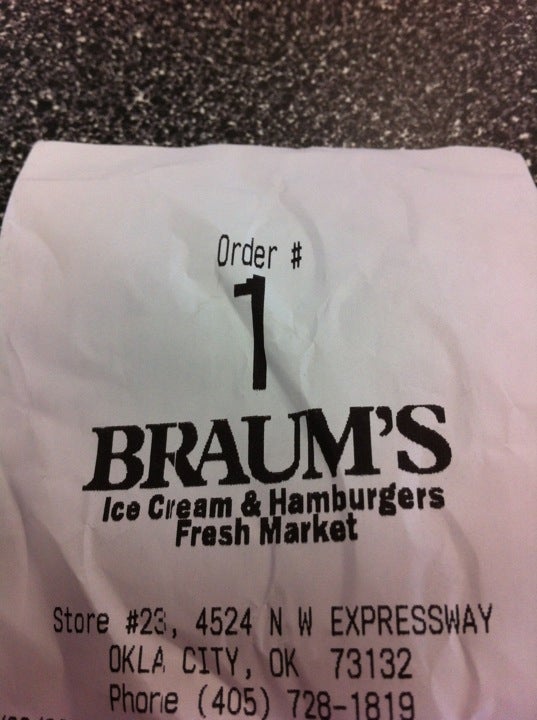 Order #
1
BRAUM'S
Ice Cream & Hamburgers
Fresh Market
Store #23, 4524 N W EXPRESSWAY
OKLA CITY, OK 73132
Phone (405) 728-1819